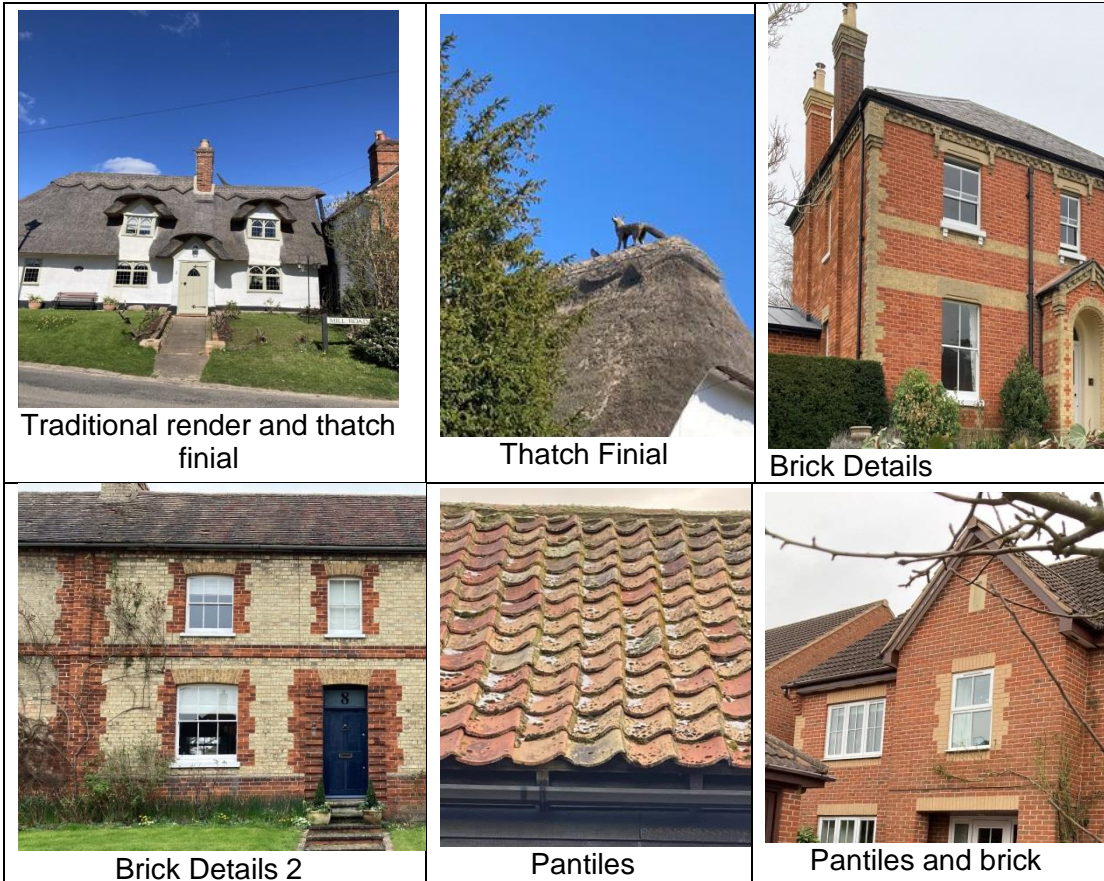 MILL ROAD
Traditional render and thatch
finial
Thatch Finial
Brick Details
8
Brick Details 2
Pantiles
Pantiles and brick